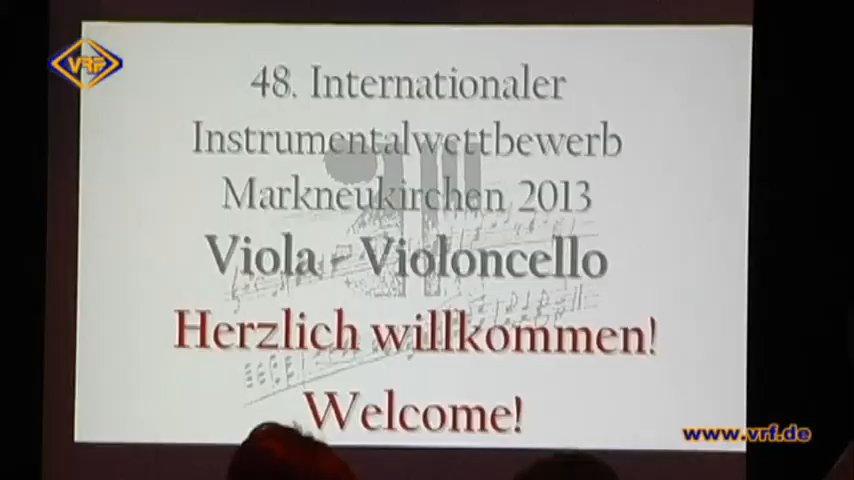 VRF
48. Internationaler
Instrumentalwettbewerb
Markneukirchen 2013
Viola - Violoncello
Herzlich willkommen!
Welcome!
www.vrf.de